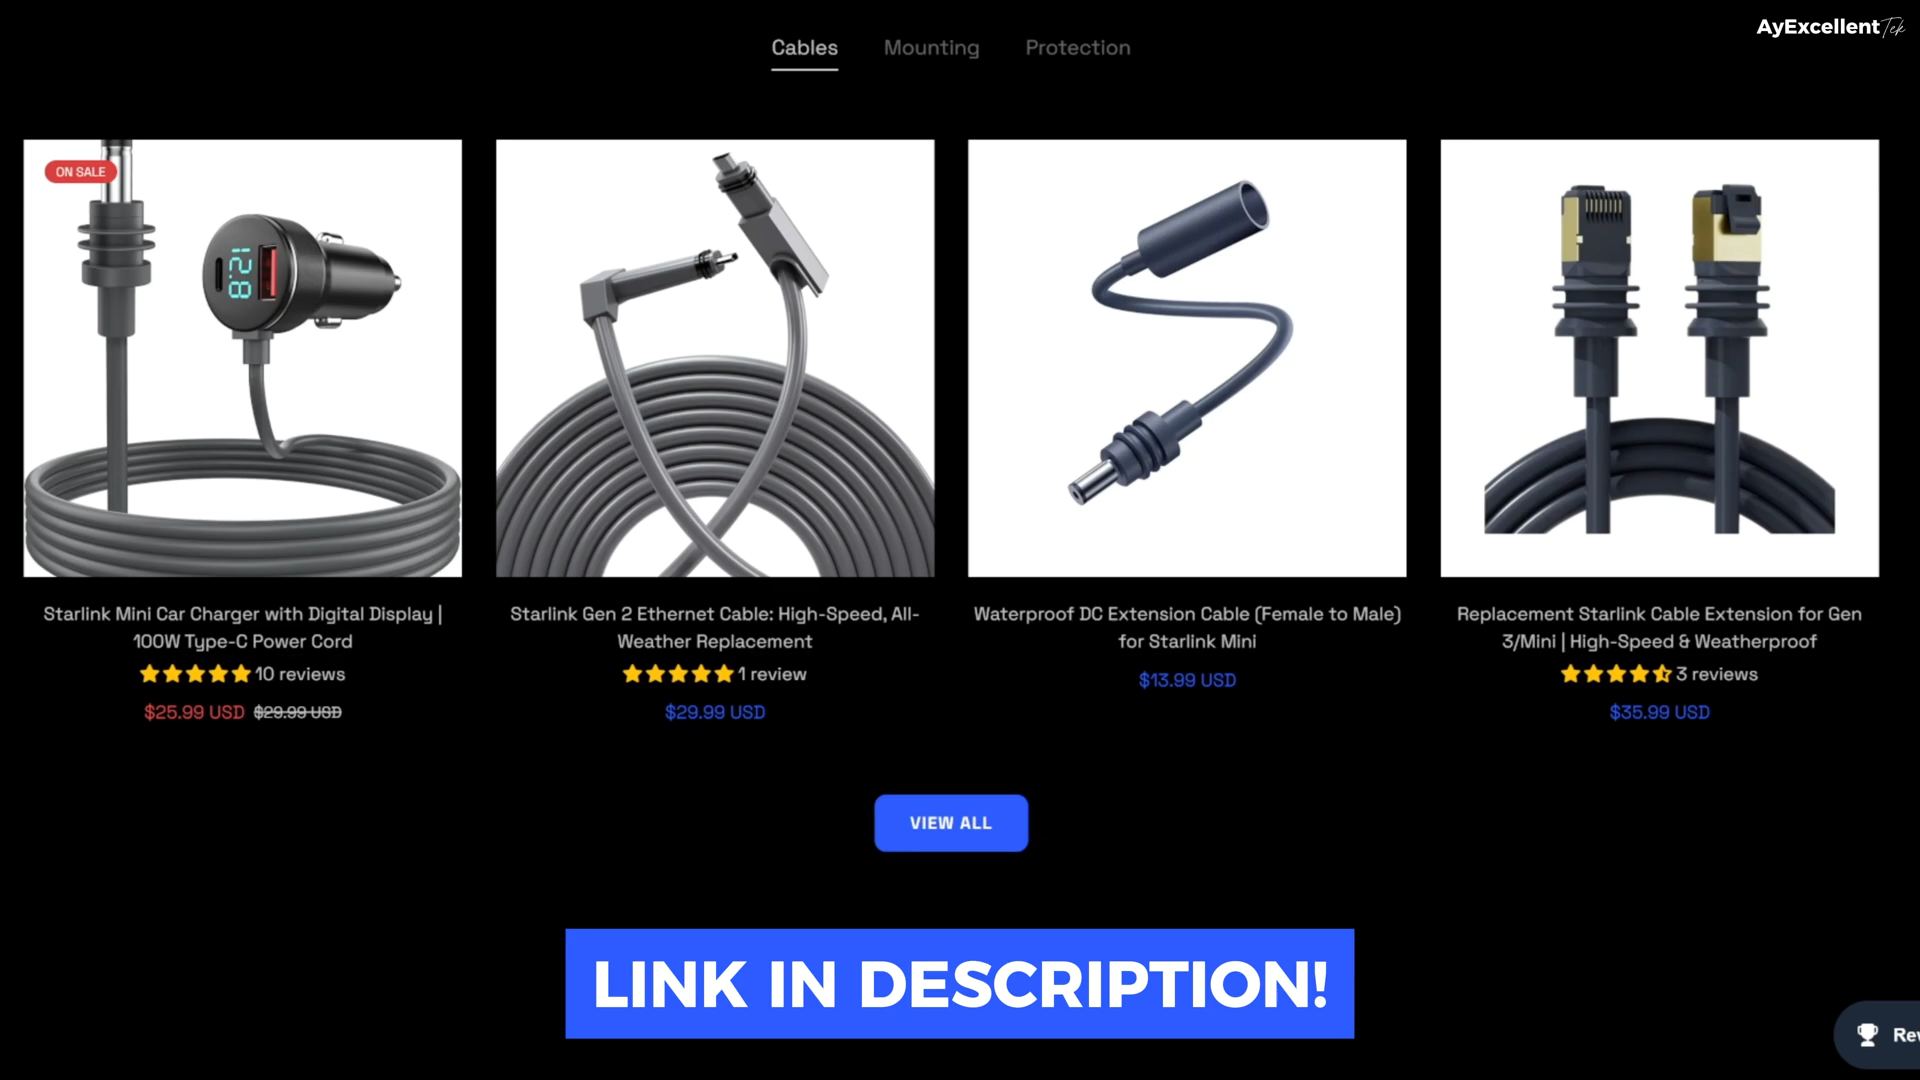 AyExcellentTek
Cables Mounting Protection
ON SALE
12.8
Starlink Mini Car Charger with Digital Display |
100W Type-C Power Cord
10 reviews
$25.99 USD $29.99 USD
Starlink Gen 2 Ethernet Cable: High-Speed, All-
Weather Replacement
1 review
$29.99 USD
Waterproof DC Extension Cable (Female to Male)
for Starlink Mini
$13.99 USD
Replacement Starlink Cable Extension for Gen
3/Mini | High-Speed & Weatherproof
3 reviews
$35.99 USD
VIEW ALL
LINK IN DESCRIPTION!